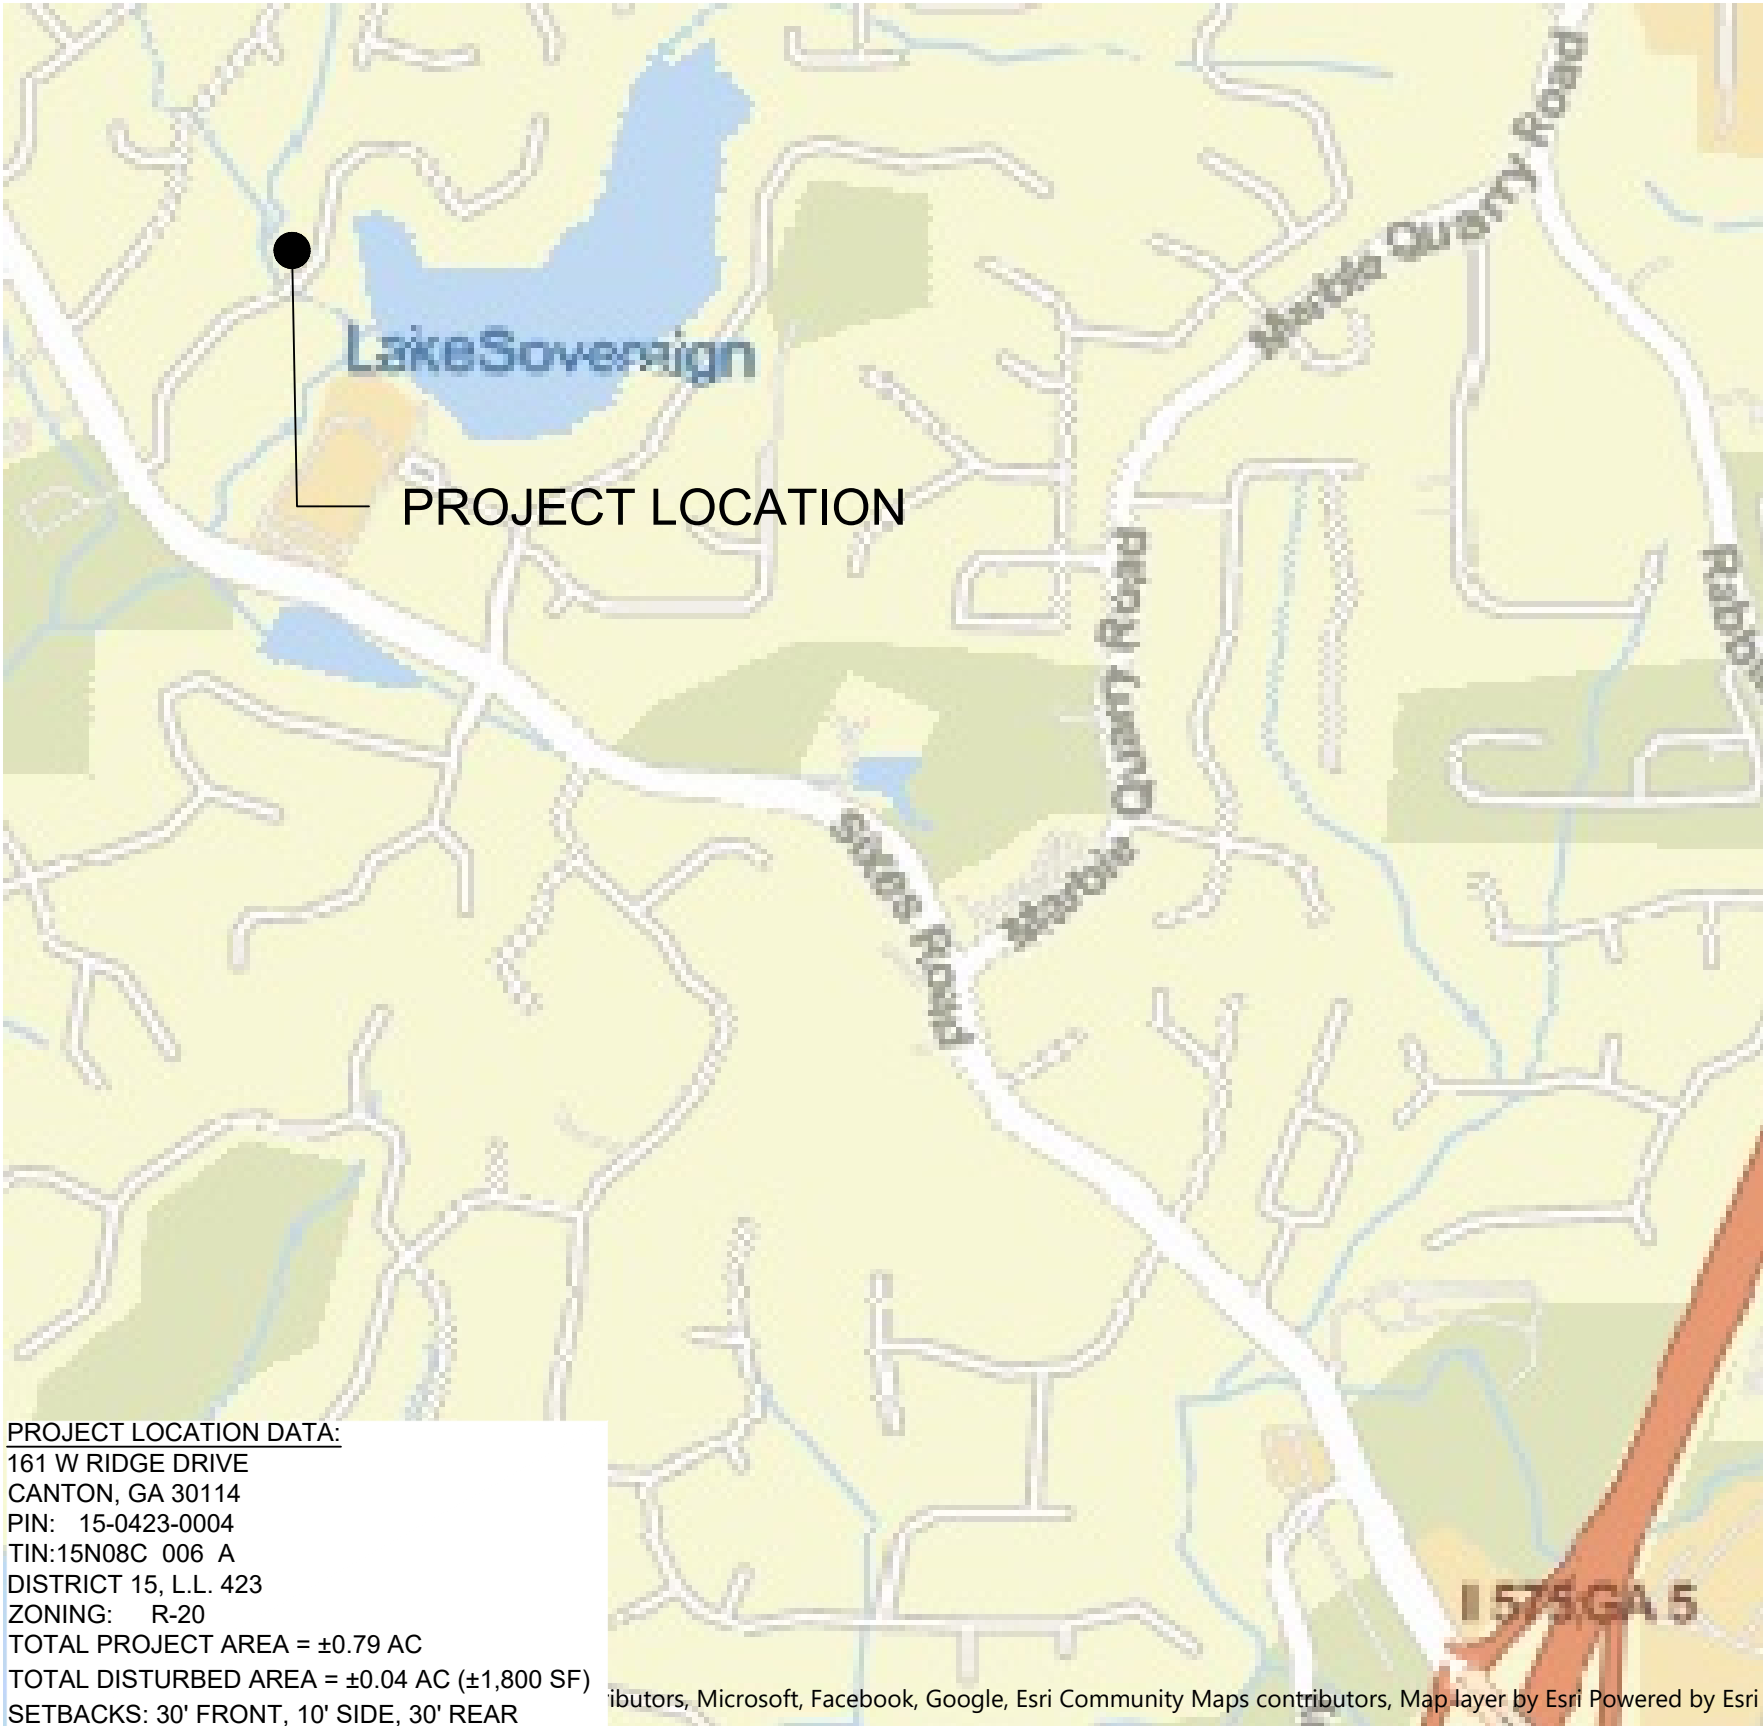 Marble Quarry Road
LakeSovereign
PROJECT LOCATION
Marble Quarry Road
Sixes Road
PROJECT LOCATION DATA:
161 W RIDGE DRIVE
CANTON, GA 30114
PIN: 15-0423-0004
TIN:15N08C 006 A
DISTRICT 15, L.L. 423
ZONING: R-20
TOTAL PROJECT AREA = ±0.79 AC
TOTAL DISTURBED AREA = ±0.04 AC (±1,800 SF)
SETBACKS: 30' FRONT, 10' SIDE, 30' REAR
I 575 GA 5
ributors, Microsoft, Facebook, Google, Esri Community Maps contributors, Map layer by Esri Powered by Esri